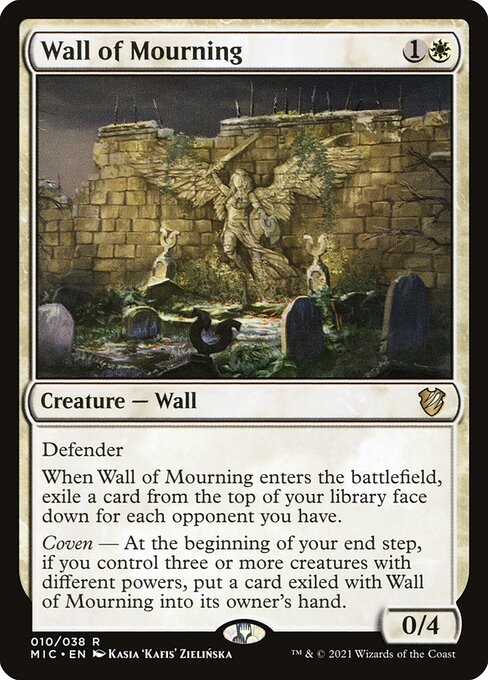 Wall of Mourning 1
Creature — Wall
Defender
When Wall of Mourning enters the battlefield,
exile a card from the top of your library face
down for each opponent you have.
Coven — At the beginning of your end step,
if you control three or more creatures with
different powers, put a card exiled with Wall
of Mourning into its owner's hand.
0/4
010/038 R
MIC • EN Kasia 'Kafis' Zielińska ™ & © 2021 Wizards of the Coast